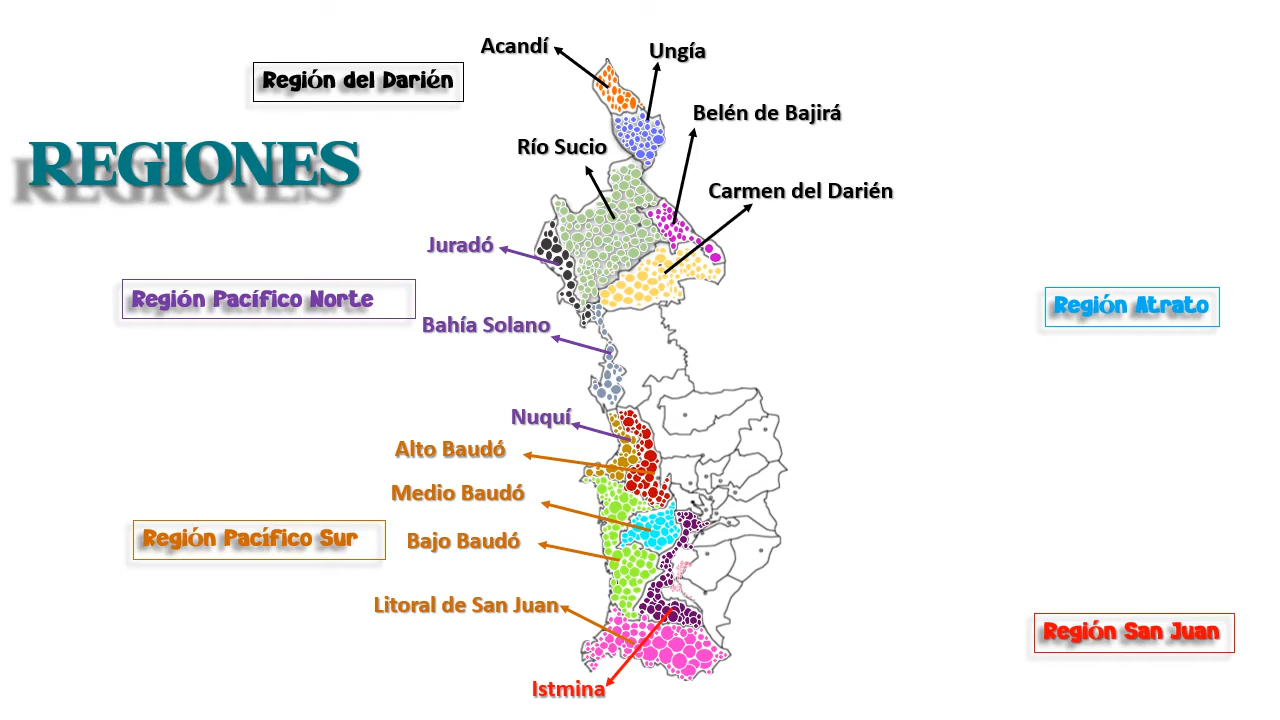 Acandí
Ungía
Región del Darién
Belén de Bajirá
REGIONES
Río Sucio
Carmen del Darién
Juradó
Región Pacífico Norte
Región Atrato
Bahía Solano
Nuquí
Alto Baudó
Medio Baudó
Región Pacífico Sur
Bajo Baudó
Litoral de San Juan
Región San Juan
Istmina